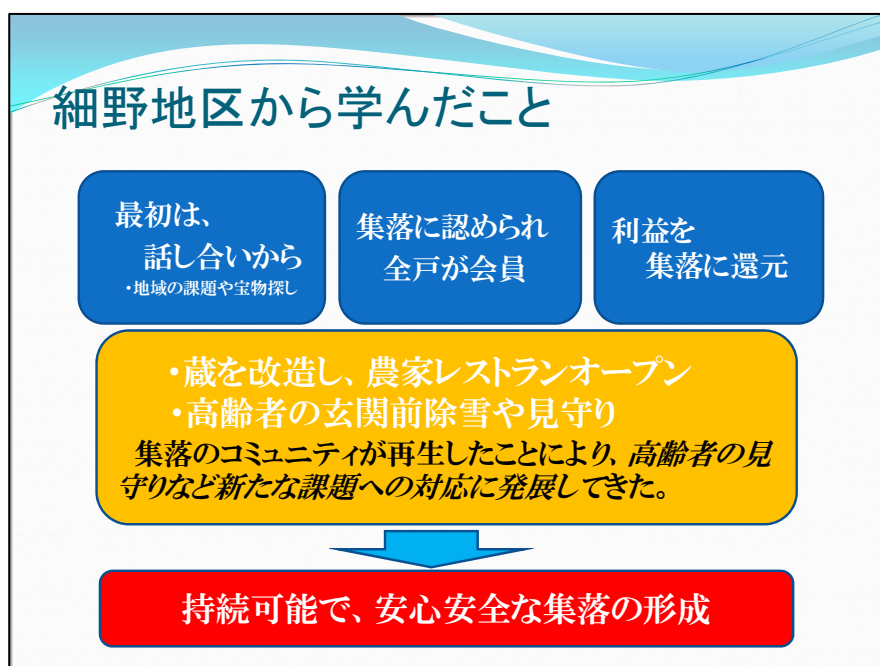 細野地区から学んだこと
最初は、
話し合いから
・地域の課題や宝物探し
集落に認められ
全戸が会員
利益を
集落に還元
・蔵を改造し、農家レストランオープン
・高齢者の玄関前除雪や見守り
集落のコミュニティが再生したことにより、高齢者の見
守りなど新たな課題への対応に発展してきた。
持続可能で、安心安全な集落の形成